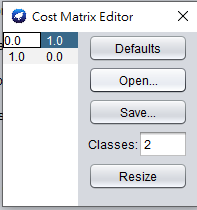 Cost Matrix Editor
0.0 1.0
1.0 0.0
Defaults
Open...
Save...
Classes: 2
Resize